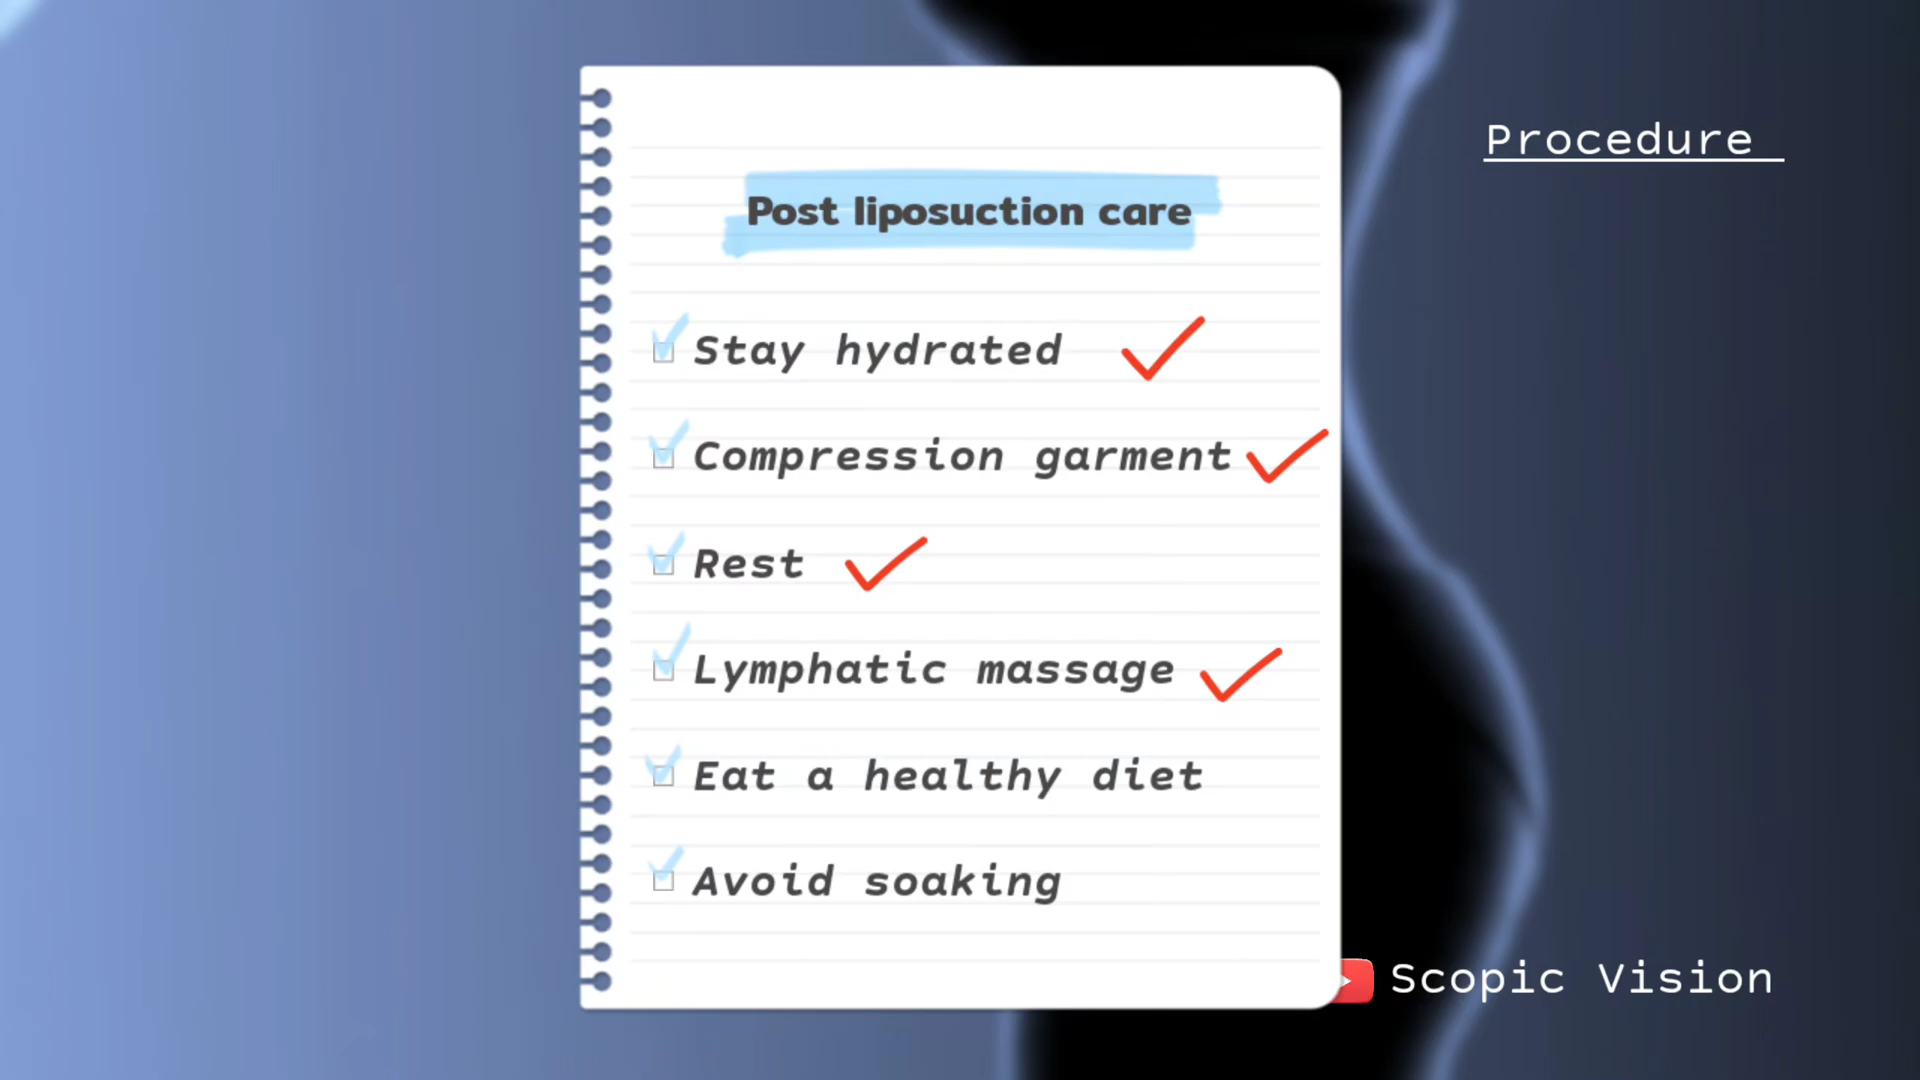 Procedure
Post liposuction care
Stay hydrated
Compression garment
Rest
Lymphatic massage
Eat a healthy diet
Avoid soaking
Scopic Vision